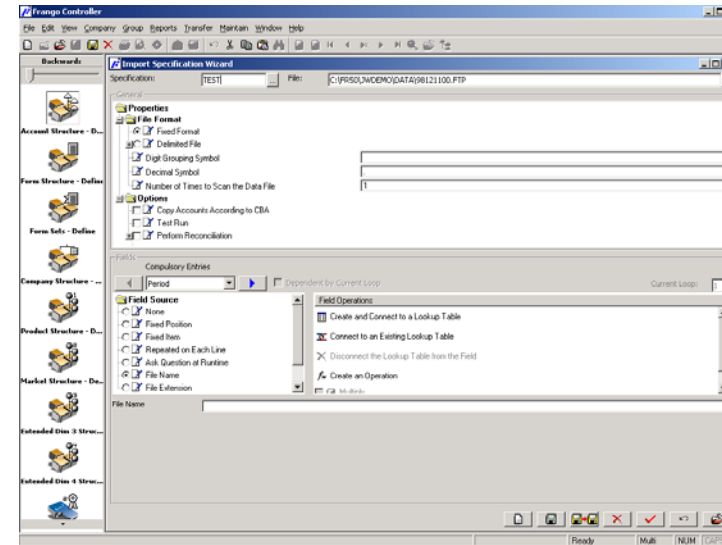 Frango Controller
File Edit View Company Group Reports Transfer Maintain Window Help
Backwards
Account Structure - D...
Form Structure - Define
Form Sets - Define
Company Structure - ...
Product Structure - D...
Market Structure - De...
Extended Dim 3 Struc...
Extended Dim 4 Struc...
Import Specification Wizard
Specification: TEST ... File: C:\FR50\JWDEMO\DATA\98121100.FTP
General
Properties
File Format
Fixed Format
Delimited File
Digit Grouping Symbol
Decimal Symbol .
Number of Times to Scan the Data File 1
Options
Copy Accounts According to CBA
Test Run
Perform Reconciliation
Fields
Compulsory Entries
Period Dependent by Current Loop Current Loop: 1
Field Source
None
Fixed Position
Fixed Item
Repeated on Each Line
Ask Question at Runtime
File Name
File Extension
Field Operations
Create and Connect to a Lookup Table
Connect to an Existing Lookup Table
Disconnect the Lookup Table from the Field
Create an Operation
Multiply
File Name
Ready Multi NUM CAP